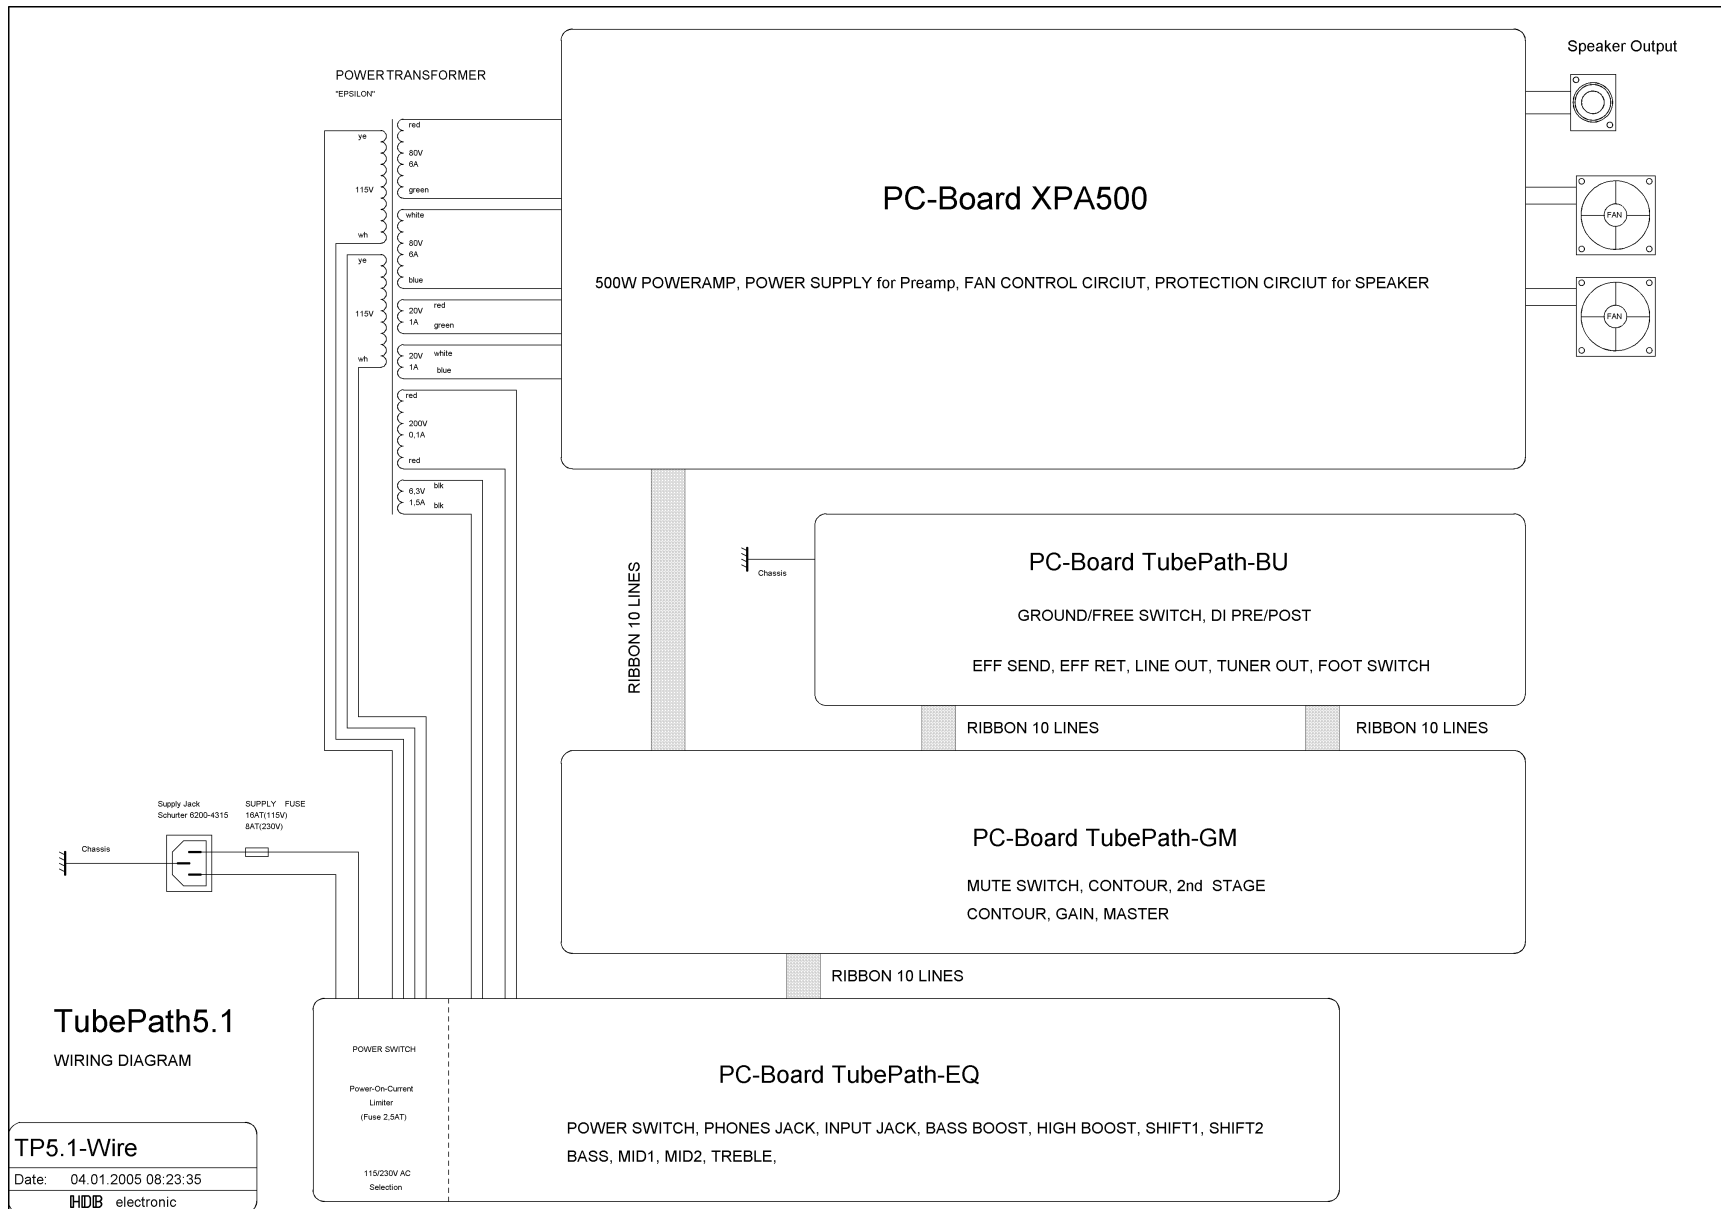 Speaker Output
POWER TRANSFORMER
"EPSILON"
ye
115V
wh
ye
115V
wh
red
80V
6A
green
white
80V
6A
blue
red
20V
1A
green
white
20V
1A
blue
red
200V
0,1A
red
blk
6,3V
1,5A
blk
PC-Board XPA500
500W POWERAMP, POWER SUPPLY for Preamp, FAN CONTROL CIRCIUT, PROTECTION CIRCIUT for SPEAKER
FAN
FAN
RIBBON 10 LINES
Chassis
PC-Board TubePath-BU
GROUND/FREE SWITCH, DI PRE/POST
EFF SEND, EFF RET, LINE OUT, TUNER OUT, FOOT SWITCH
RIBBON 10 LINES
RIBBON 10 LINES
Supply Jack
Schurter 6200-4315
SUPPLY FUSE
16AT(115V)
8AT(230V)
Chassis
PC-Board TubePath-GM
MUTE SWITCH, CONTOUR, 2nd STAGE
CONTOUR, GAIN, MASTER
RIBBON 10 LINES
TubePath5.1
WIRING DIAGRAM
POWER SWITCH
Power-On-Current
Limiter
(Fuse 2,5AT)
115/230V AC
Selection
PC-Board TubePath-EQ
POWER SWITCH, PHONES JACK, INPUT JACK, BASS BOOST, HIGH BOOST, SHIFT1, SHIFT2
BASS, MID1, MID2, TREBLE,
TP5.1-Wire
Date: 04.01.2005 08:23:35
HDB electronic